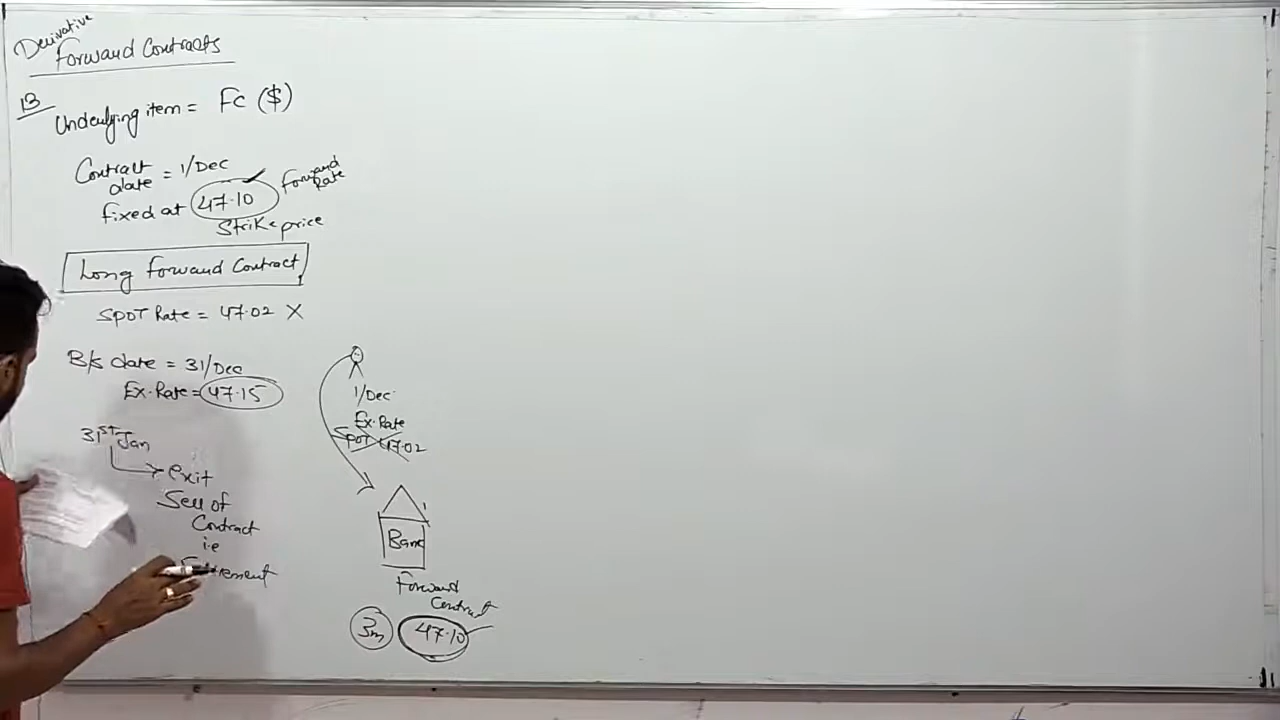 Derivative
Forward Contracts
13
Underlying item = FC ($)
Contract
date = 1/Dec
fixed at 47.10 Forward
Rate
Strike price
Long Forward Contract
SPOT Rate = 47.02 X
B/s date = 31/Dec
Ex. Rate = 47.15
31st Jan
exit
Sell of
Contract
i.e
1/Dec
Ex. Rate
Spot 47.02
Bank
Forward
Contract
3m 47.10